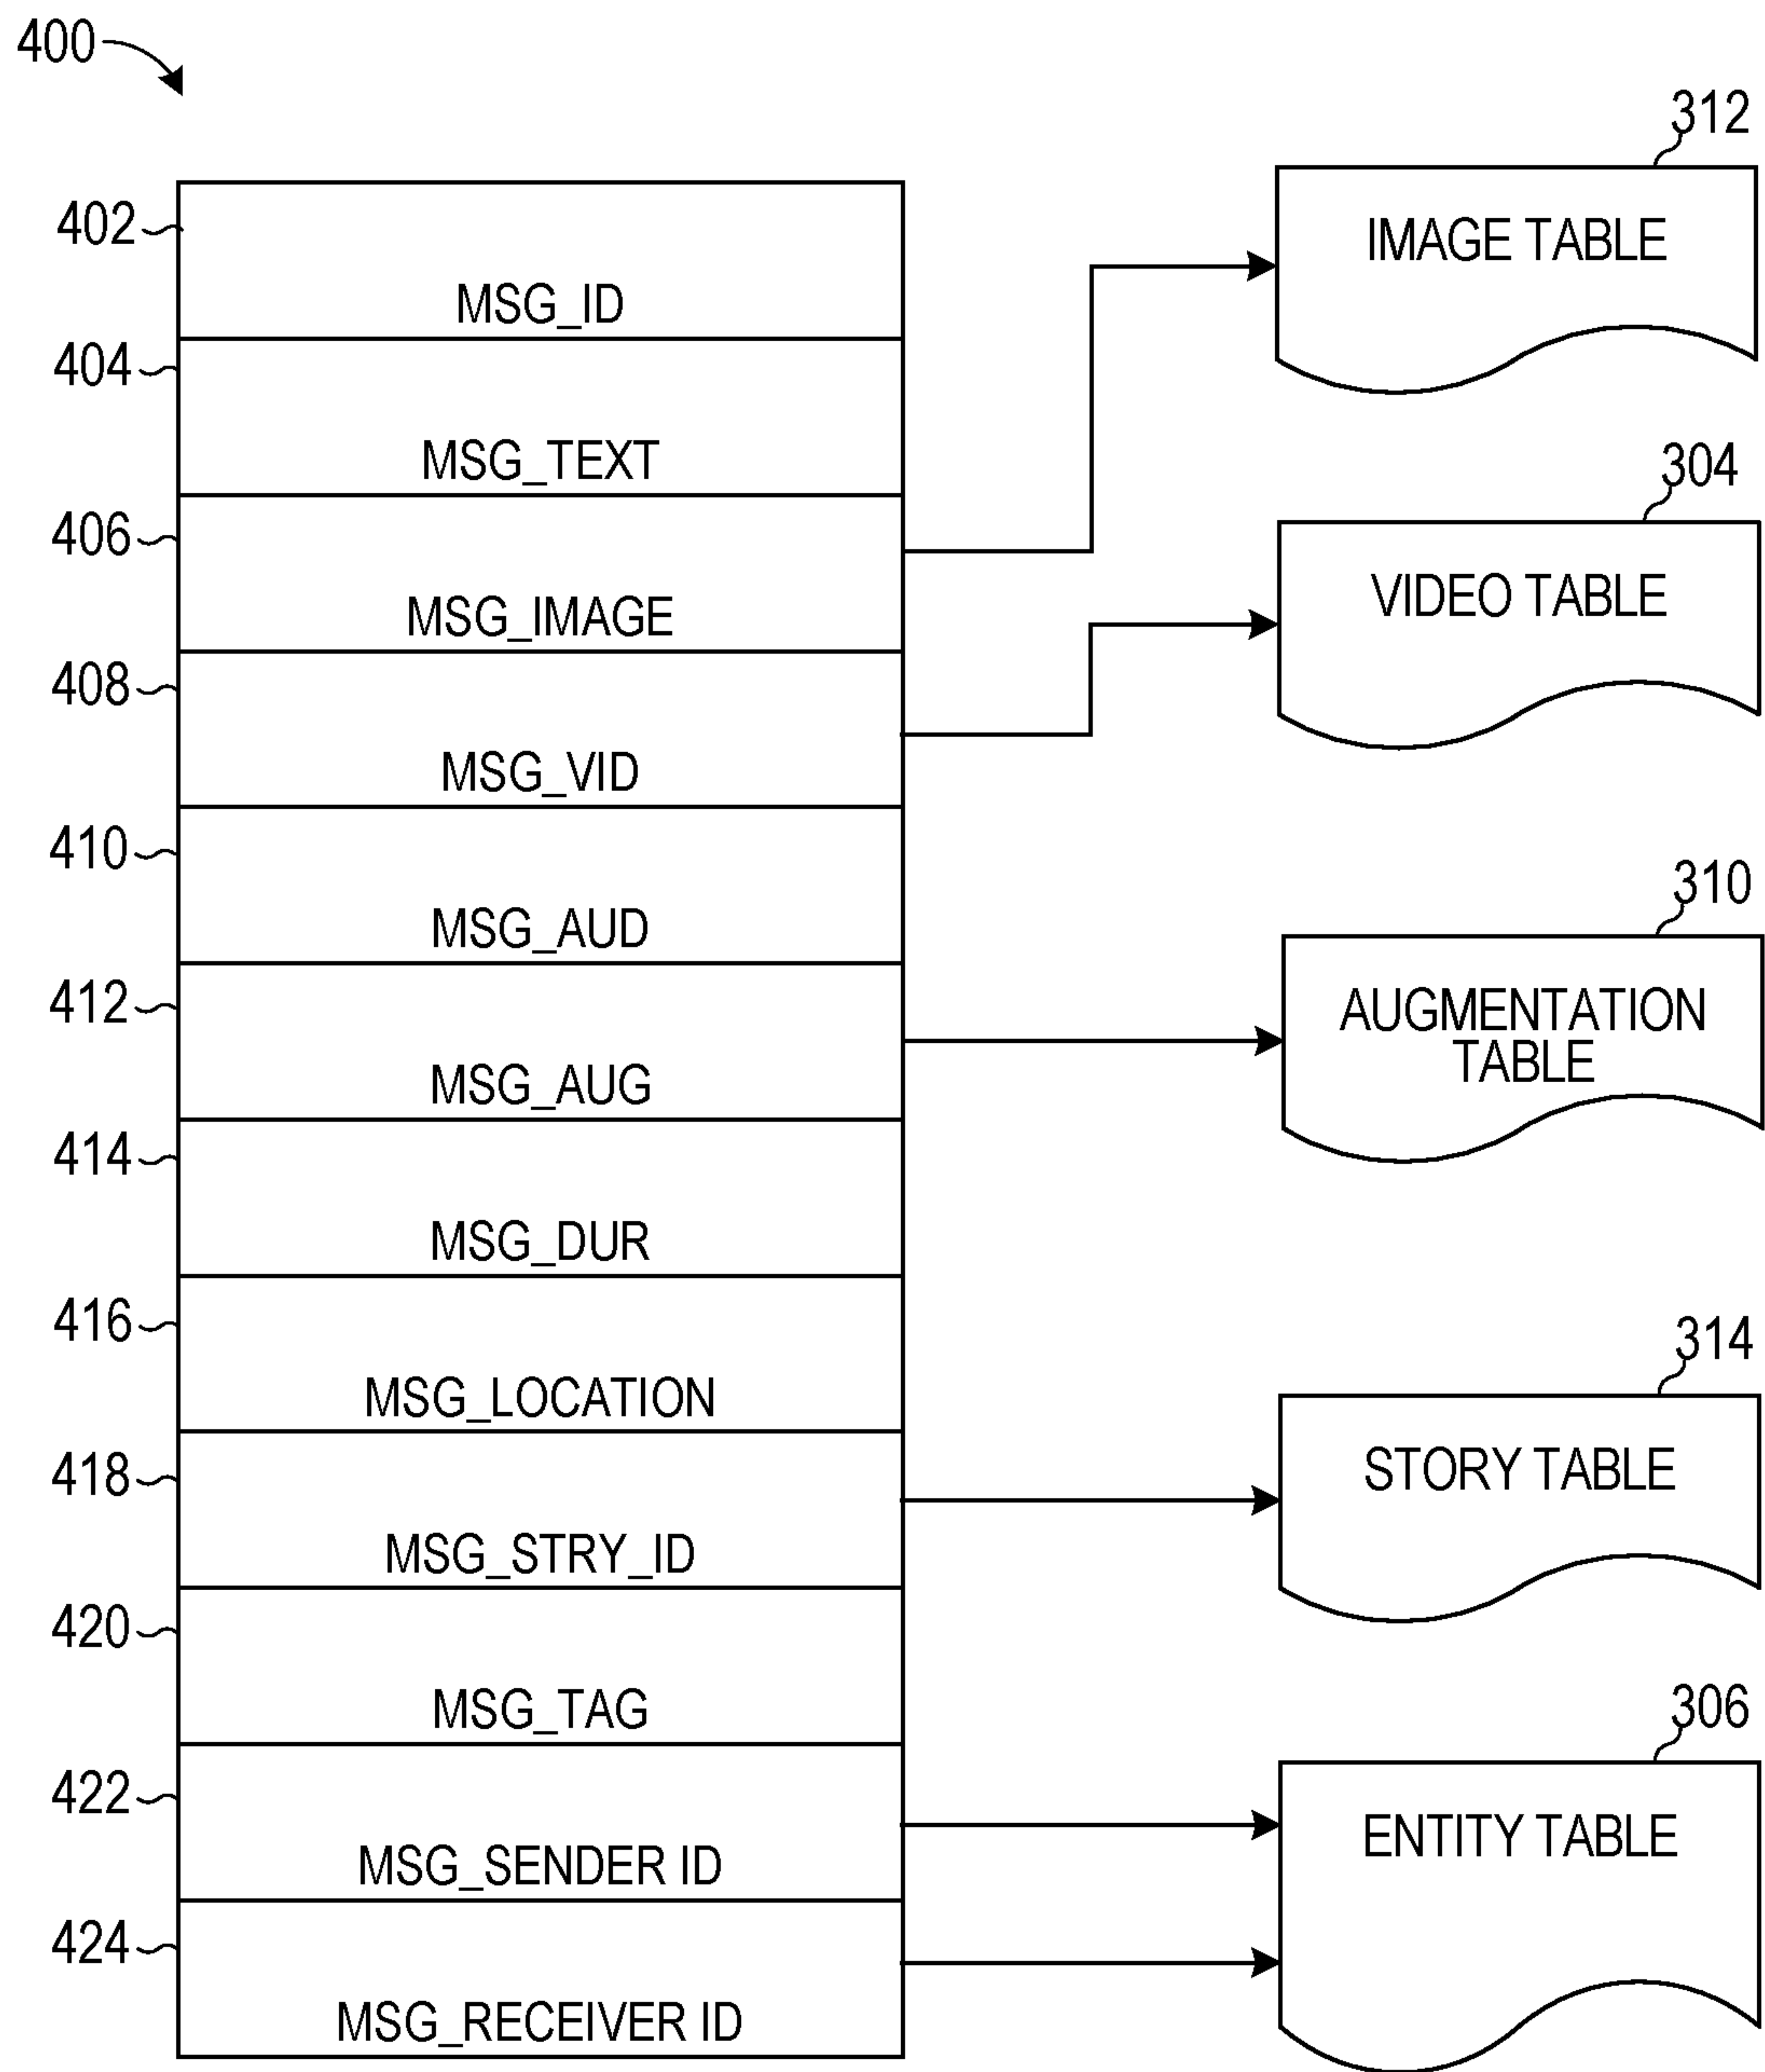 400
312
402
IMAGE TABLE
MSG_ID
404
MSG_TEXT
304
406
VIDEO TABLE
MSG_IMAGE
408
MSG_VID
410
310
MSG_AUD
412
AUGMENTATION
TABLE
MSG_AUG
414
MSG_DUR
416
314
MSG_LOCATION
418
STORY TABLE
MSG_STRY_ID
420
MSG_TAG
306
422
ENTITY TABLE
MSG_SENDER ID
424
MSG_RECEIVER ID